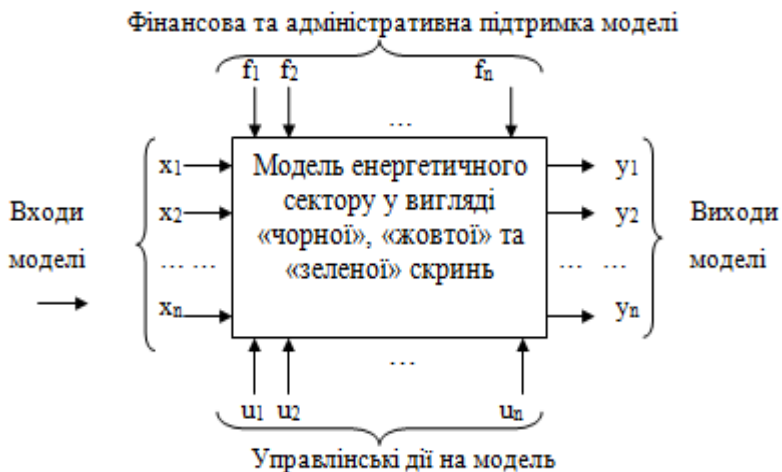 Фінансова та адміністративна підтримка моделі
f1 f2 fn
...
x1 Модель енергетичного y1
сектору у вигляді
Входи x2 «чорної», «жовтої» та y2 Виходи
моделі ... ... «зеленої» скринь ... ... моделі
xn yn
...
u1 u2 un
Управлінські дії на модель